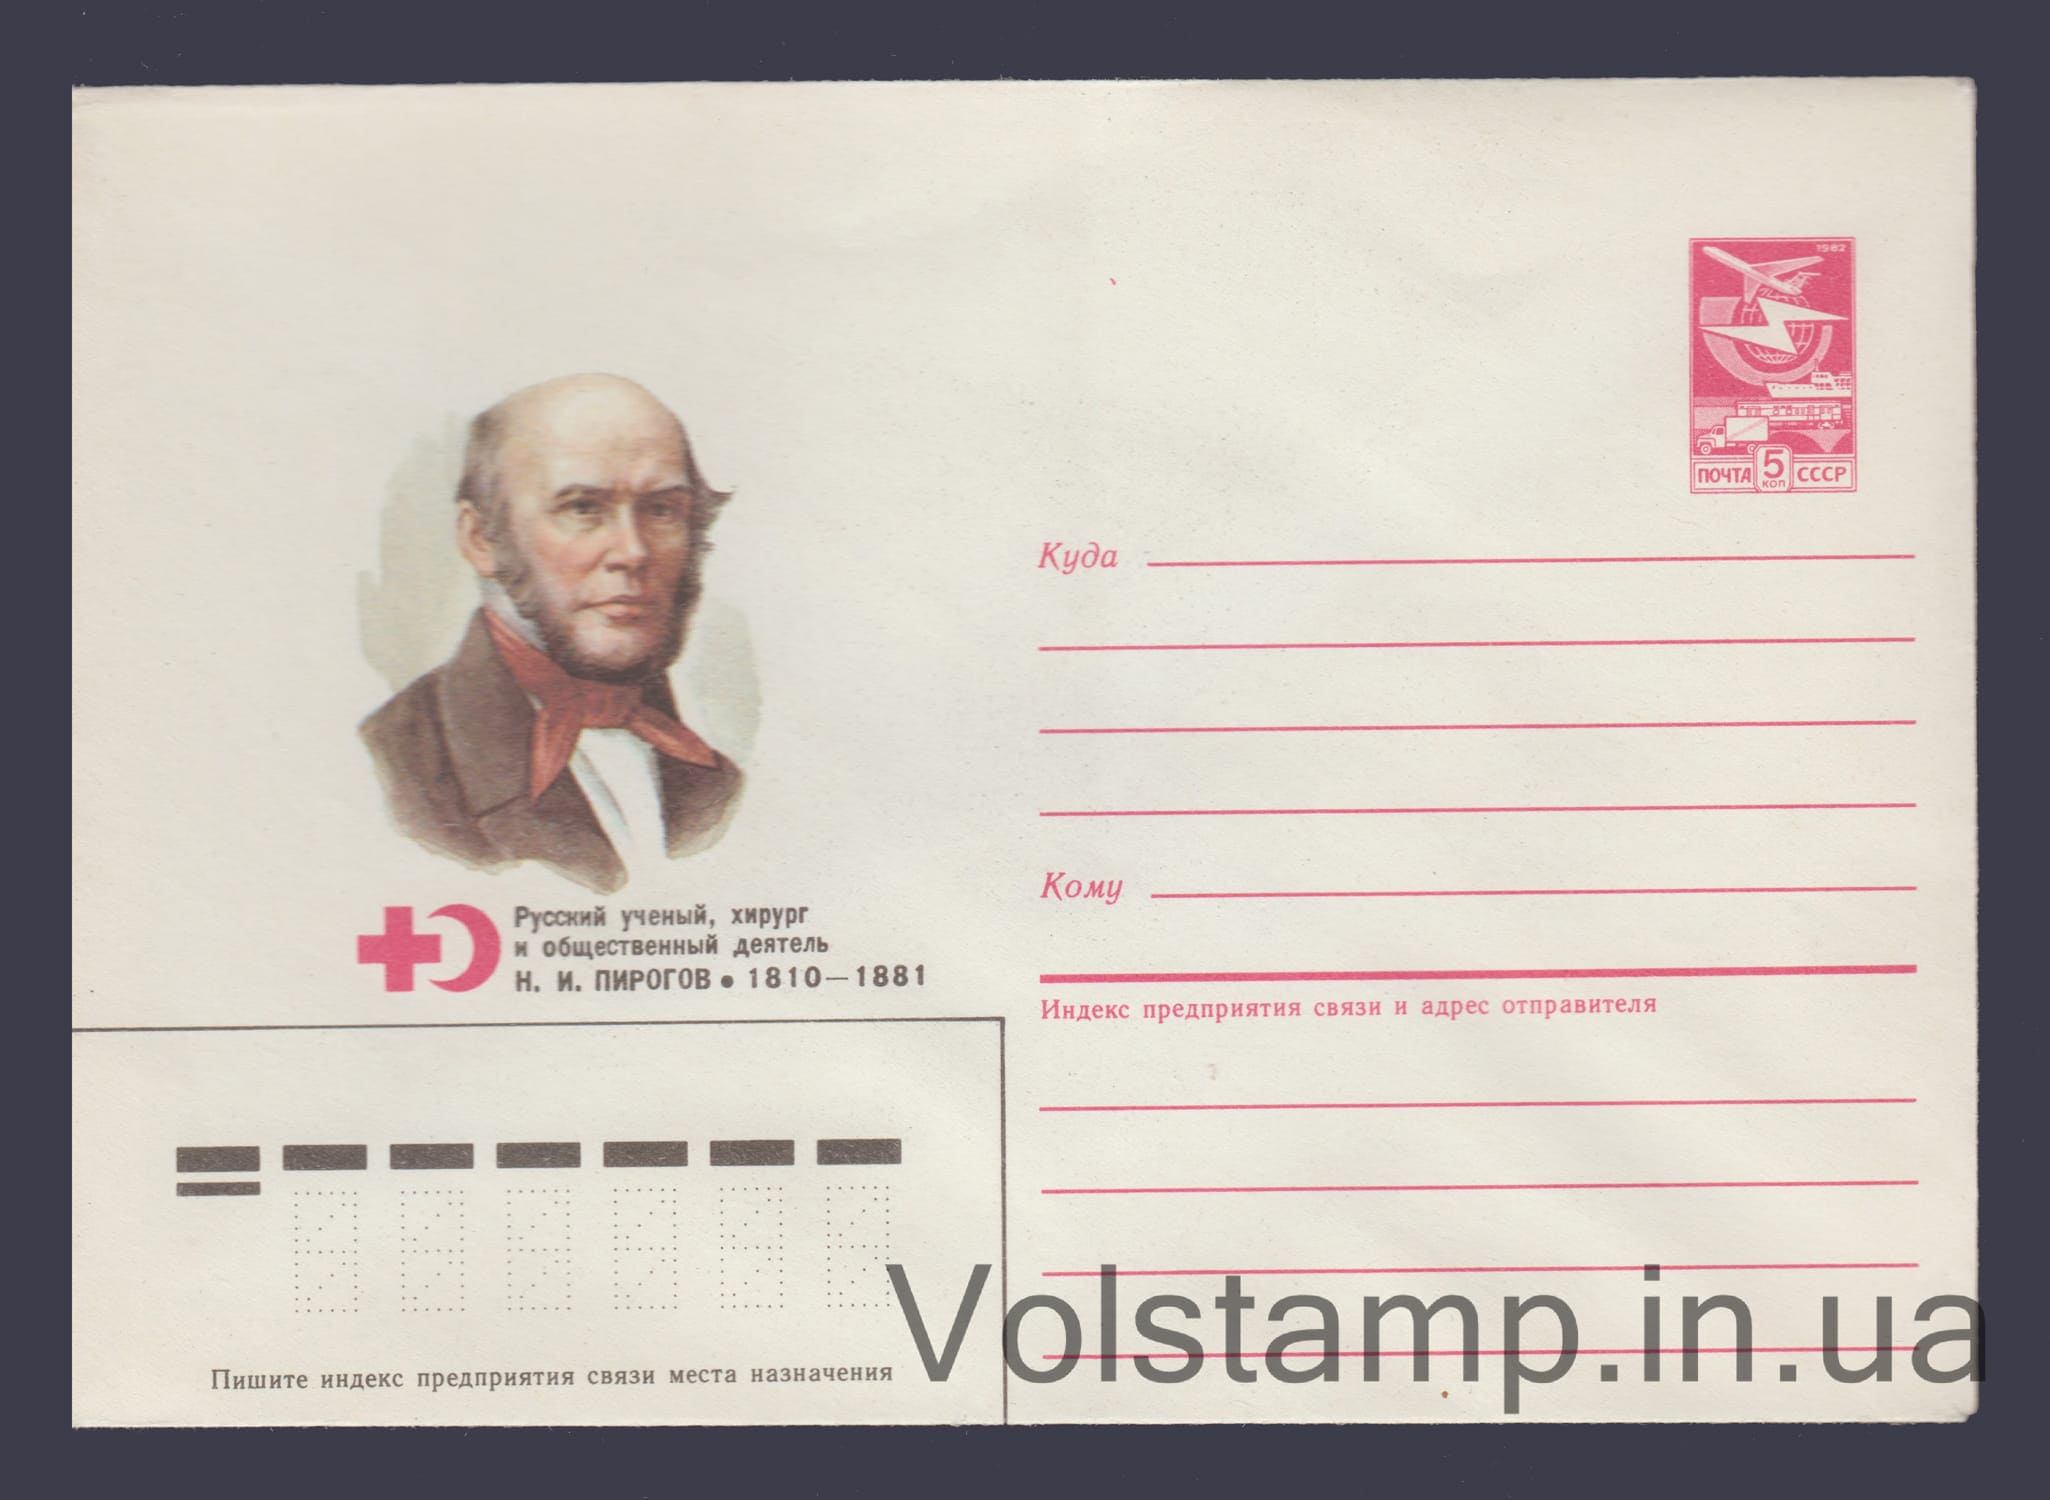 1982
ПОЧТА 5 КОП СССР
Куда
Русский ученый, хирург
и общественный деятель
Н. И. ПИРОГОВ • 1810—1881
Кому
Индекс предприятия связи и адрес отправителя
Пишите индекс предприятия связи места назначения
Volstamp.in.ua